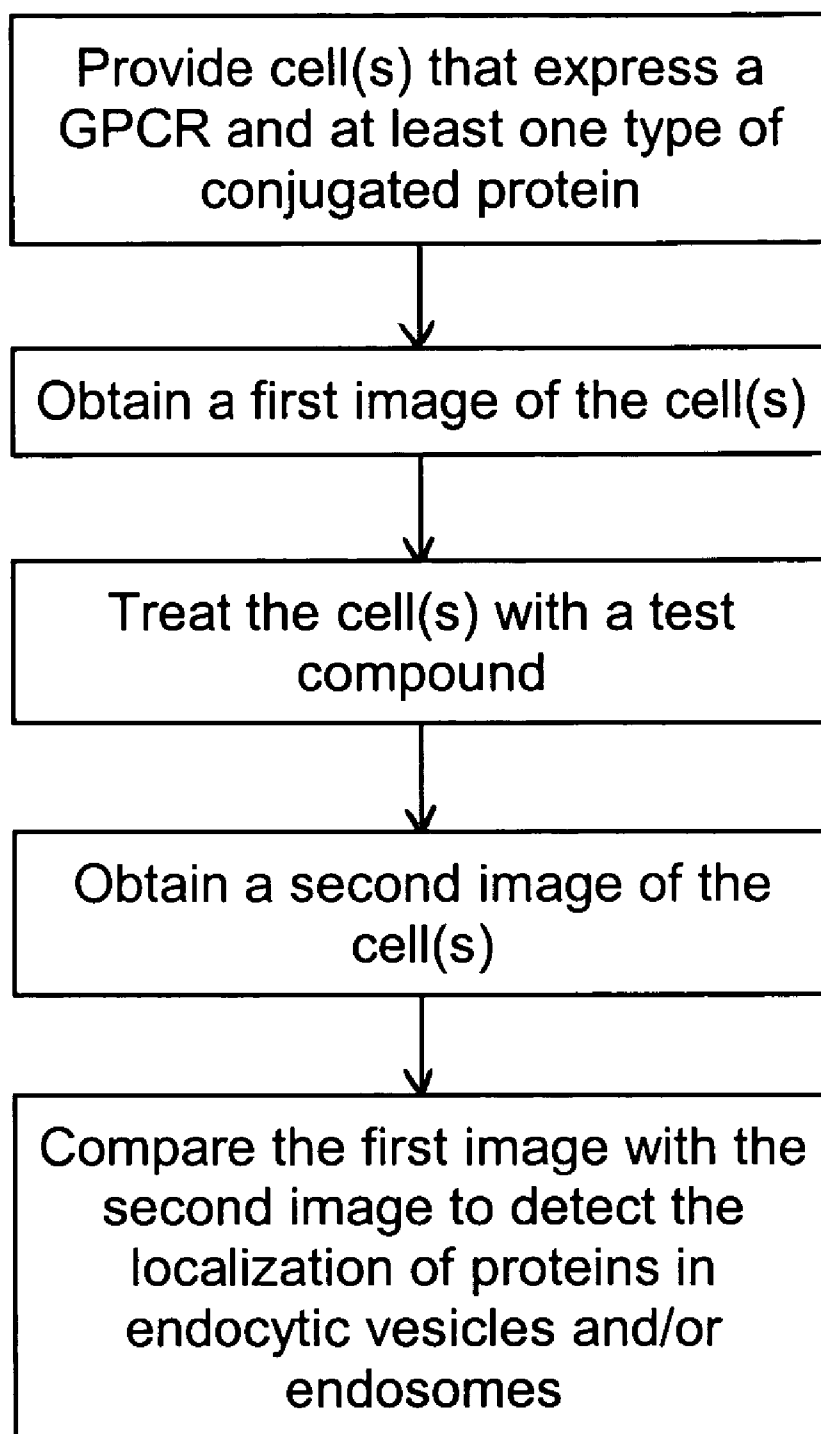 Provide cell(s) that express a
GPCR and at least one type of
conjugated protein
Obtain a first image of the cell(s)
Treat the cell(s) with a test
compound
Obtain a second image of the
cell(s)
Compare the first image with the
second image to detect the
localization of proteins in
endocytic vesicles and/or
endosomes